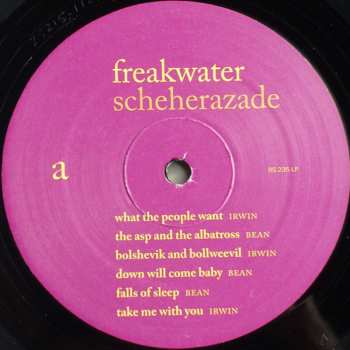 freakwater
scheherazade
a
BS 235 LP
what the people want IRWIN
the asp and the albatross BEAN
bolshevik and bollweevil IRWIN
down will come baby BEAN
falls of sleep BEAN
take me with you IRWIN